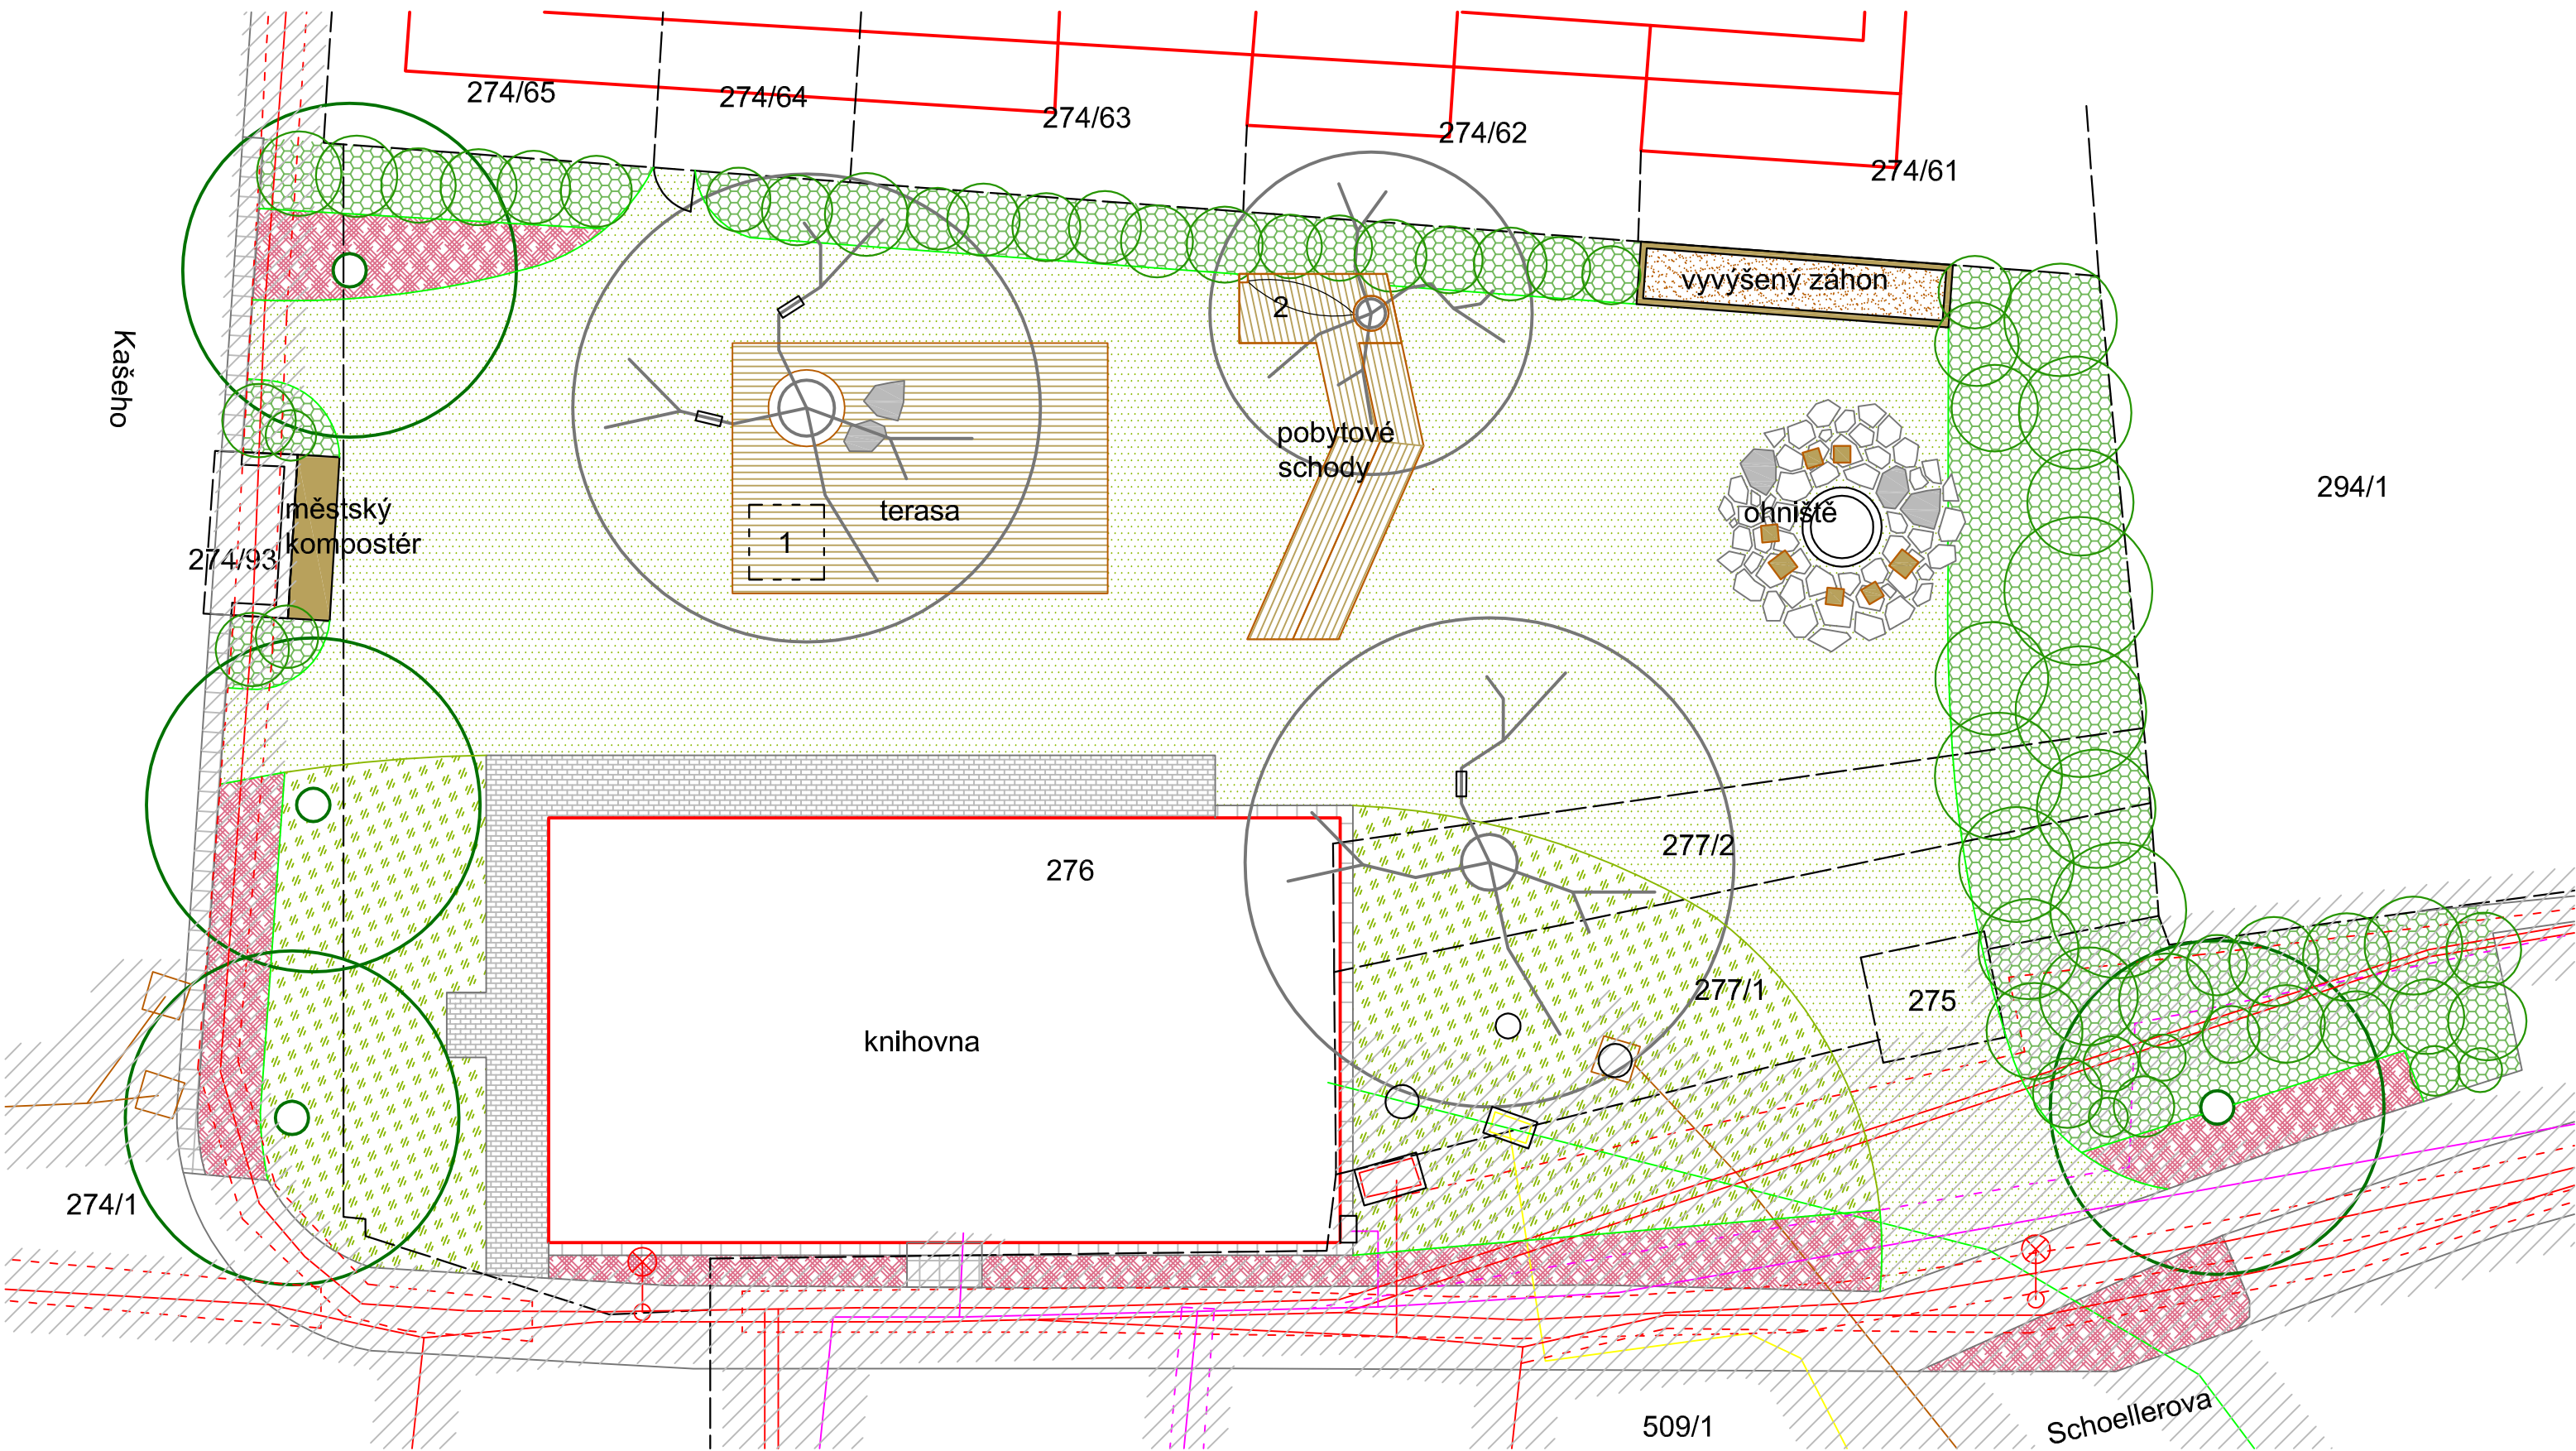 274/65
274/64
274/63
274/62
274/61
vyvýšený záhon
2
Kašeho
pobytové
schody
294/1
městský
kompostér
terasa
ohniště
1
274/93
277/2
276
277/1
275
knihovna
274/1
509/1
Schoellerova